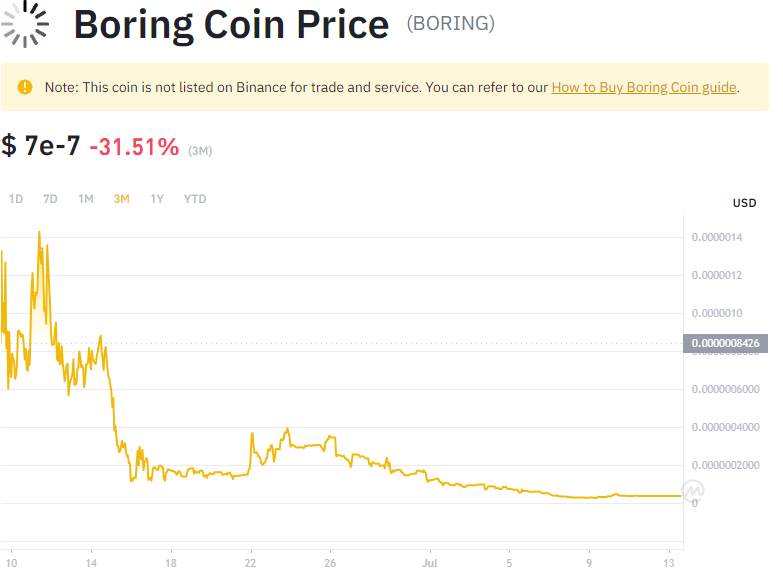 Boring Coin Price (BORING)
Note: This coin is not listed on Binance for trade and service. You can refer to our How to Buy Boring Coin guide.
$ 7e-7 -31.51% (3M)
1D 7D 1M 3M 1Y YTD
USD
0.0000014
0.0000012
0.0000010
0.0000008426
0.0000006000
0.0000004000
0.0000002000
0
10 14 18 22 26 Jul 5 9 13